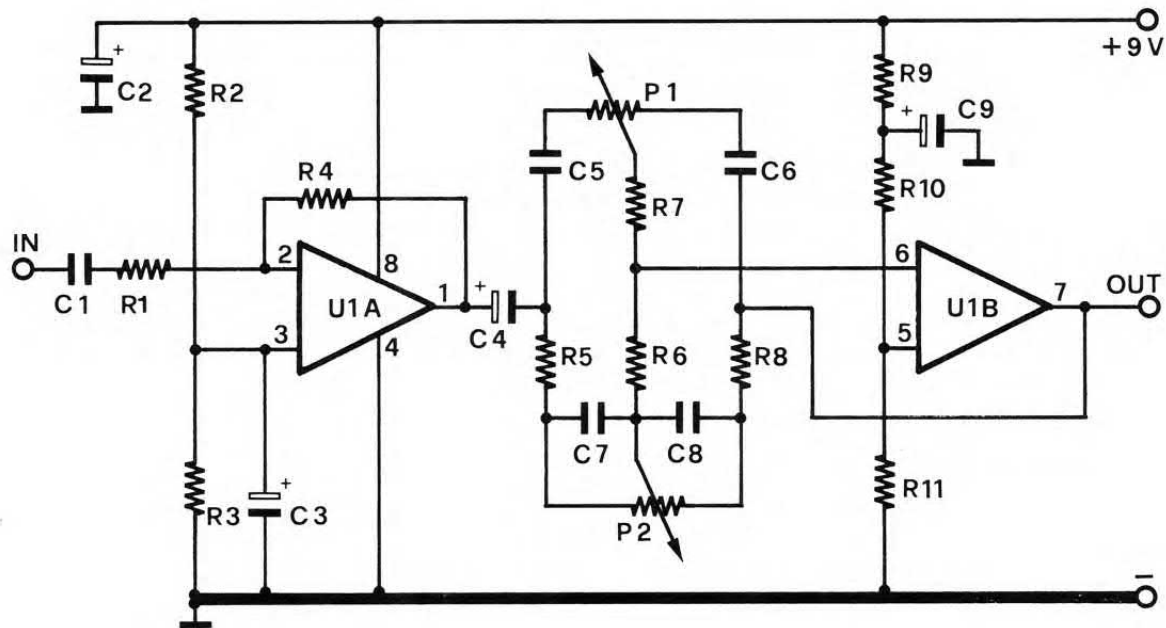 +9V
+
C2
R2
P1
R9
+
C9
C5
C6
R4
R7
R10
IN
2
8
6
OUT
C1
R1
U1A
1
+
C4
U1B
7
3
4
R5
R6
R8
5
C7
C8
R3
+
C3
P2
R11
−